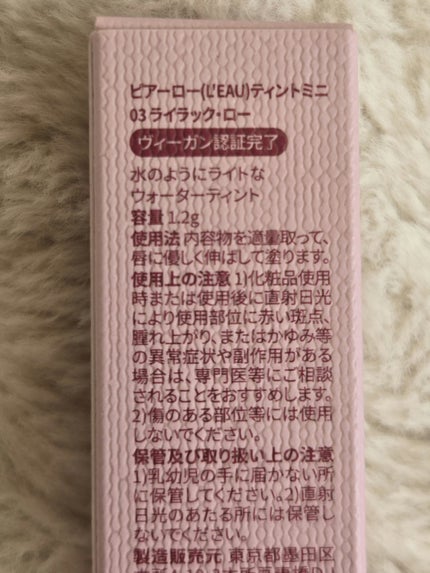 ピアーロー(L'EAU)ティントミニ
03 ライラック・ロー
ヴィーガン認証完了
水のようにライトな
ウォーターティント
容量 1.2g
使用法 内容物を適量取って、
唇に優しく伸ばして塗ります。
使用上の注意 1)化粧品使用
時または使用後に直射日光
により使用部位に赤い斑点、
腫れ上がり、またはかゆみ等
の異常症状や副作用がある
場合は、専門医等にご相談
されることをおすすめします。
2)傷のある部位等には使用
しないでください。
保管及び取り扱い上の注意
1)乳幼児の手に届かない所
に保管してください。2)直射
日光のあたる所には保管し
ないでください。
製造販売元 東京都墨田区